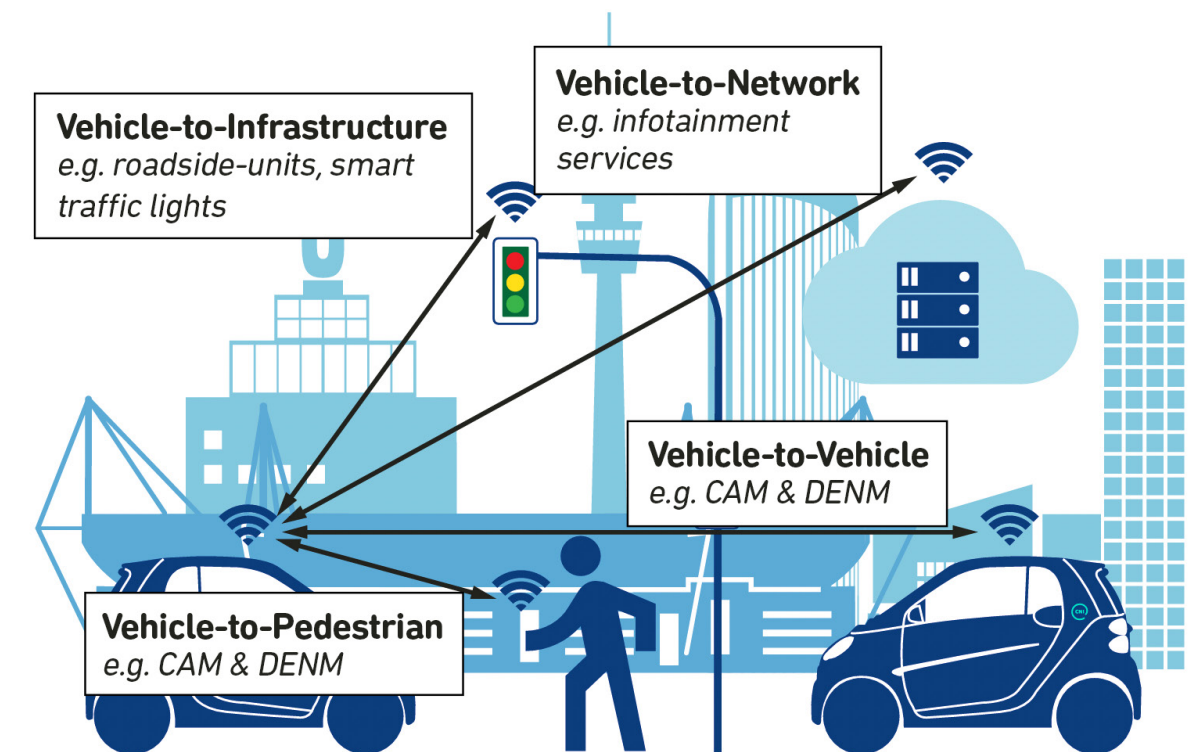 Vehicle-to-Infrastructure
e.g. roadside-units, smart
traffic lights
Vehicle-to-Network
e.g. infotainment
services
Vehicle-to-Vehicle
e.g. CAM & DENM
Vehicle-to-Pedestrian
e.g. CAM & DENM
CNI